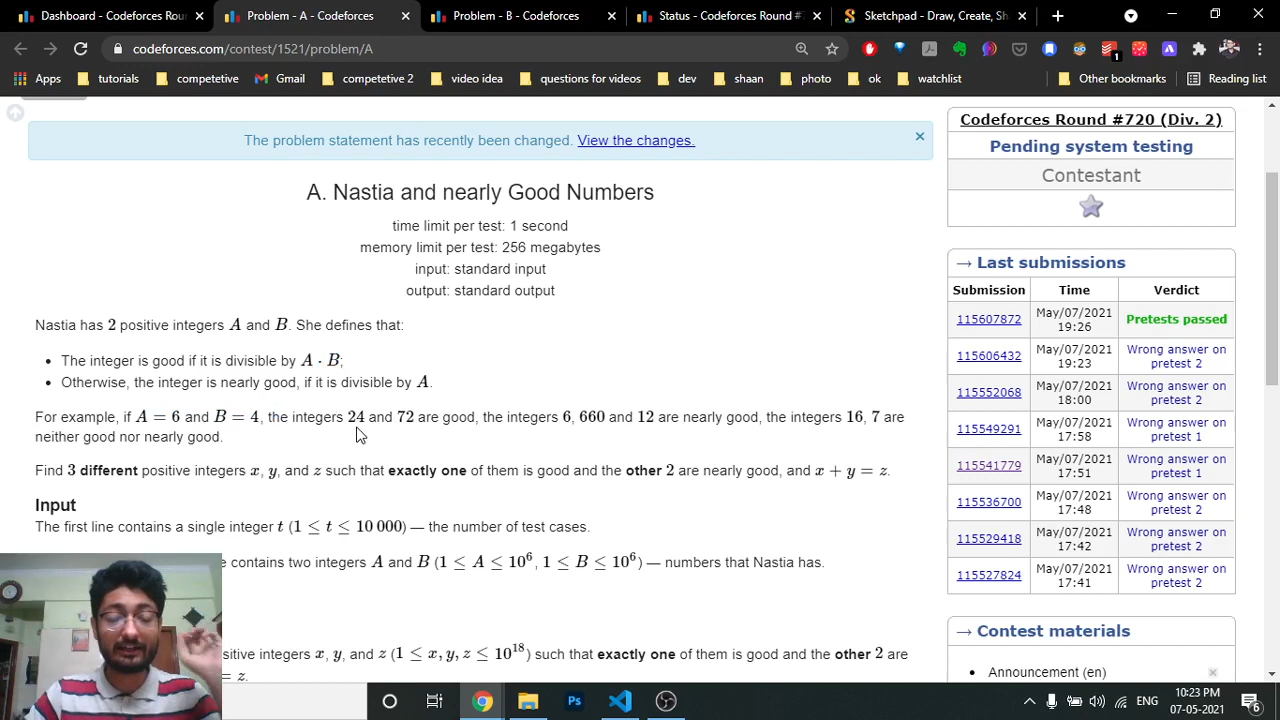 Dashboard - Codeforces Round
Problem - A - Codeforces
Problem - B - Codeforces
Status - Codeforces Round #7
Sketchpad - Draw, Create, Sh
codeforces.com/contest/1521/problem/A
Apps
tutorials
competetive
Gmail
competetive 2
video idea
questions for videos
dev
shaan
photo
ok
watchlist
Other bookmarks
Reading list
The problem statement has recently been changed. View the changes.
A. Nastia and nearly Good Numbers
time limit per test: 1 second
memory limit per test: 256 megabytes
input: standard input
output: standard output
Nastia has 2 positive integers A and B. She defines that:
• The integer is good if it is divisible by A · B;
• Otherwise, the integer is nearly good, if it is divisible by A.
For example, if A = 6 and B = 4, the integers 24 and 72 are good, the integers 6, 660 and 12 are nearly good, the integers 16, 7 are
neither good nor nearly good.
Find 3 different positive integers x, y, and z such that exactly one of them is good and the other 2 are nearly good, and x + y = z.
Input
The first line contains a single integer t (1 ≤ t ≤ 10 000) — the number of test cases.
contains two integers A and B (1 ≤ A ≤ 10⁶, 1 ≤ B ≤ 10⁶) — numbers that Nastia has.
sitive integers x, y, and z (1 ≤ x, y, z ≤ 10¹⁸) such that exactly one of them is good and the other 2 are
= z.
Codeforces Round #720 (Div. 2)
Pending system testing
Contestant
→ Last submissions
Submission Time Verdict
115607872 May/07/2021 19:26 Pretests passed
115606432 May/07/2021 19:23 Wrong answer on pretest 2
115552068 May/07/2021 18:00 Wrong answer on pretest 2
115549291 May/07/2021 17:58 Wrong answer on pretest 1
115541779 May/07/2021 17:51 Wrong answer on pretest 1
115536700 May/07/2021 17:48 Wrong answer on pretest 2
115529418 May/07/2021 17:42 Wrong answer on pretest 2
115527824 May/07/2021 17:41 Wrong answer on pretest 2
→ Contest materials
• Announcement (en)
Ps
ENG
10:23 PM
07-05-2021
6
1